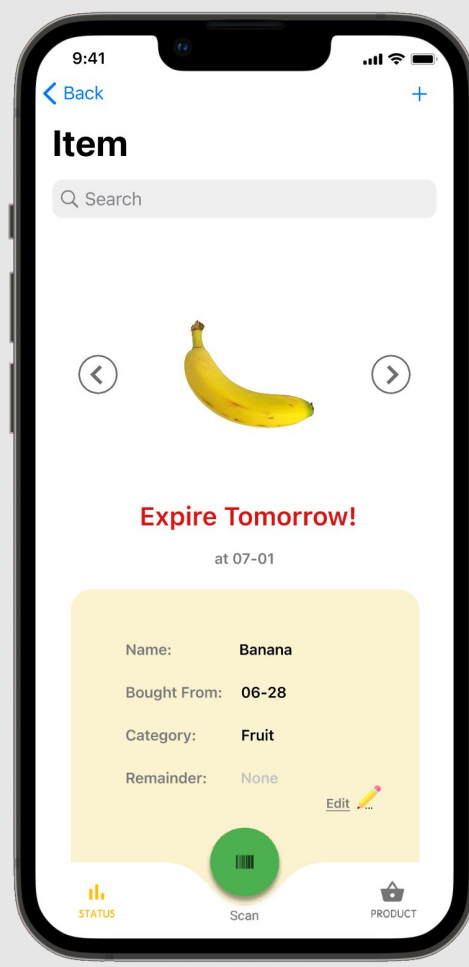 9:41
Back
+
Item
Search
Expire Tomorrow!
at 07-01
Name: Banana
Bought From: 06-28
Category: Fruit
Remainder: None
Edit
STATUS
Scan
PRODUCT